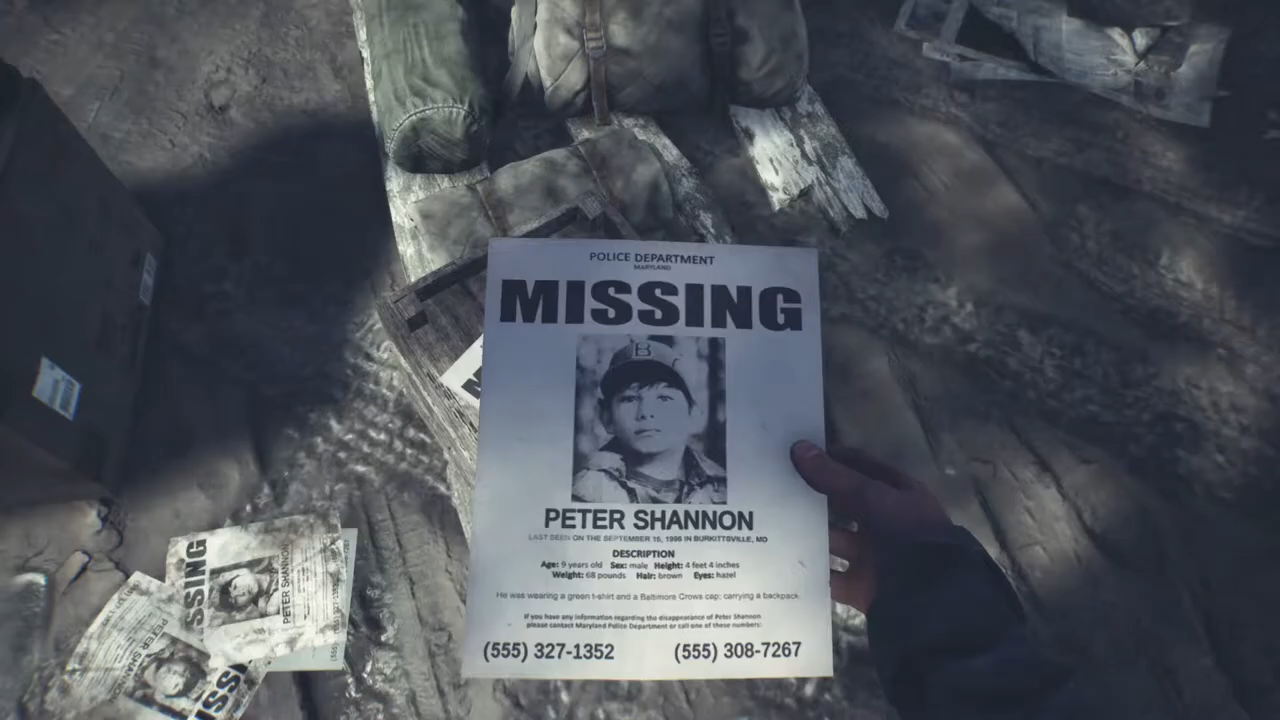 POLICE DEPARTMENT
MARYLAND
MISSING
B
PETER SHANNON
LAST SEEN ON THE SEPTEMBER 15, 1996 IN BURKITTSVILLE, MD
DESCRIPTION
Age: 9 years old Sex: male Height: 4 feet 4 inches
Weight: 68 pounds Hair: brown Eyes: hazel
He was wearing a green t-shirt and a Baltimore Crows cap; carrying a backpack.
If you have any information regarding the disappearance of Peter Shannon
please contact Maryland Police Department or call one of these numbers:
(555) 327-1352 (555) 308-7267
SSING
PETER SHANNON
PETER SHAN
ISS